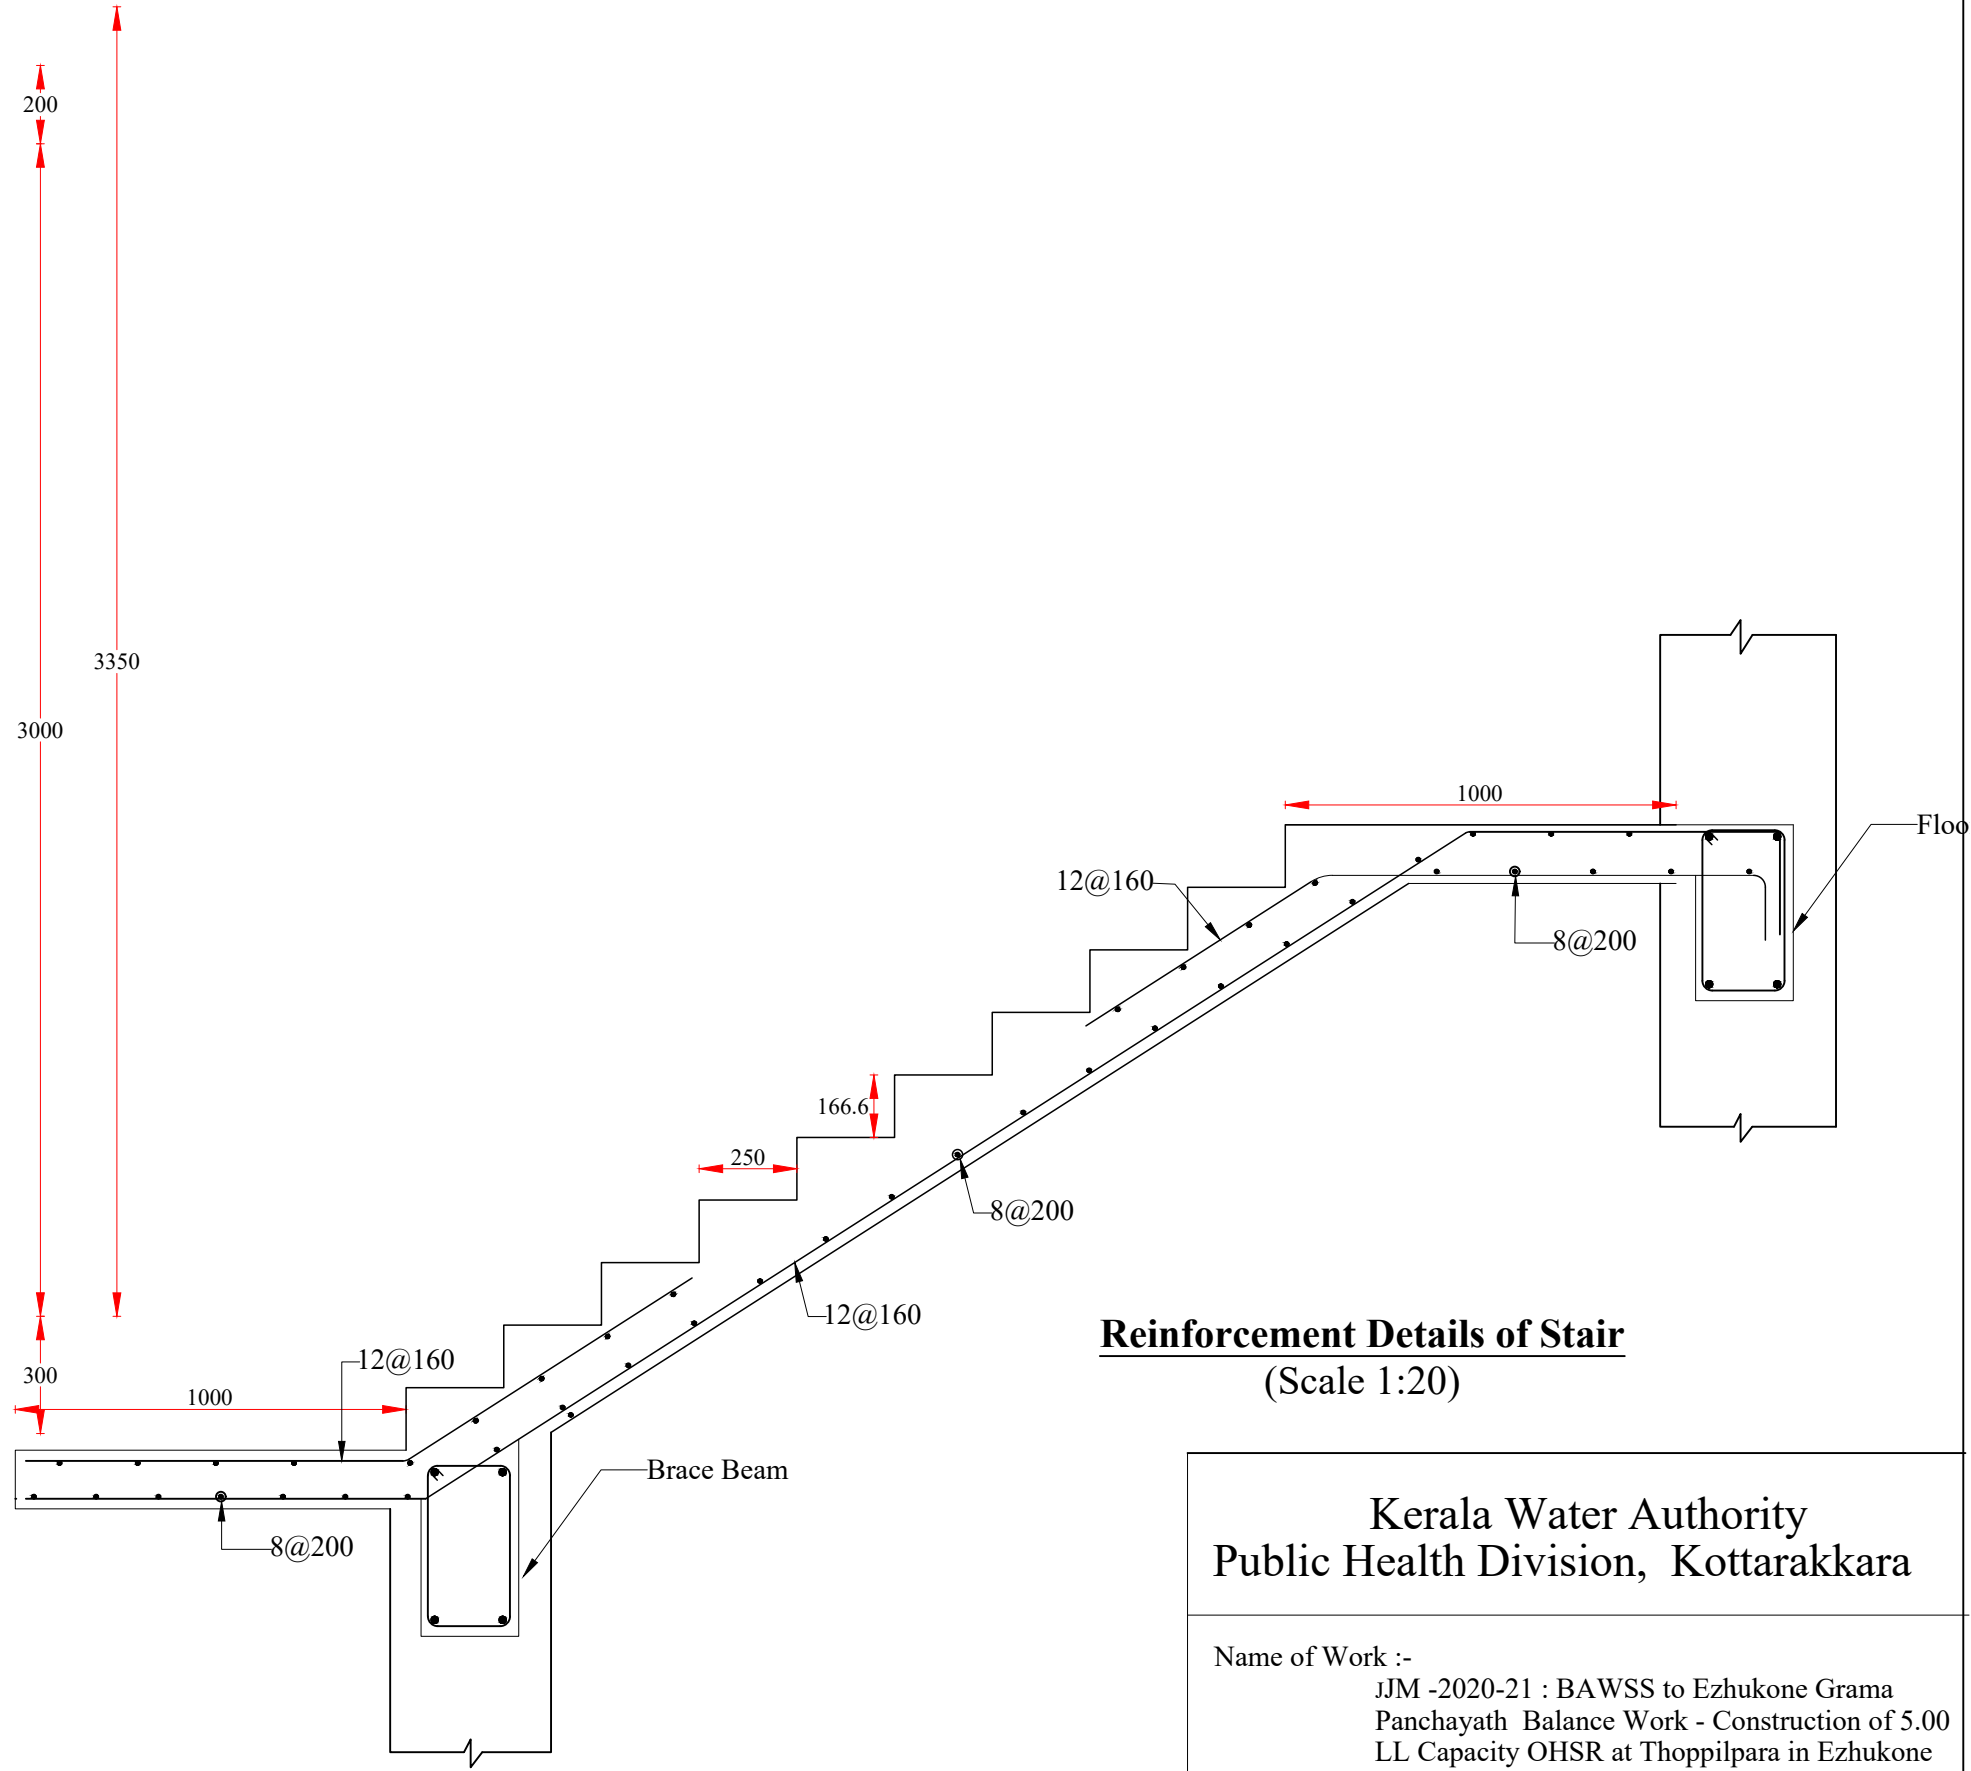 200
3350
3000
1000
Floo
12@160
8@200
166.6
250
8@200
12@160
Reinforcement Details of Stair
(Scale 1:20)
12@160
300
1000
Brace Beam
8@200
Kerala Water Authority
Public Health Division, Kottarakkara
Name of Work :-
JJM -2020-21 : BAWSS to Ezhukone Grama
Panchayath Balance Work - Construction of 5.00
LL Capacity OHSR at Thoppilpara in Ezhukone